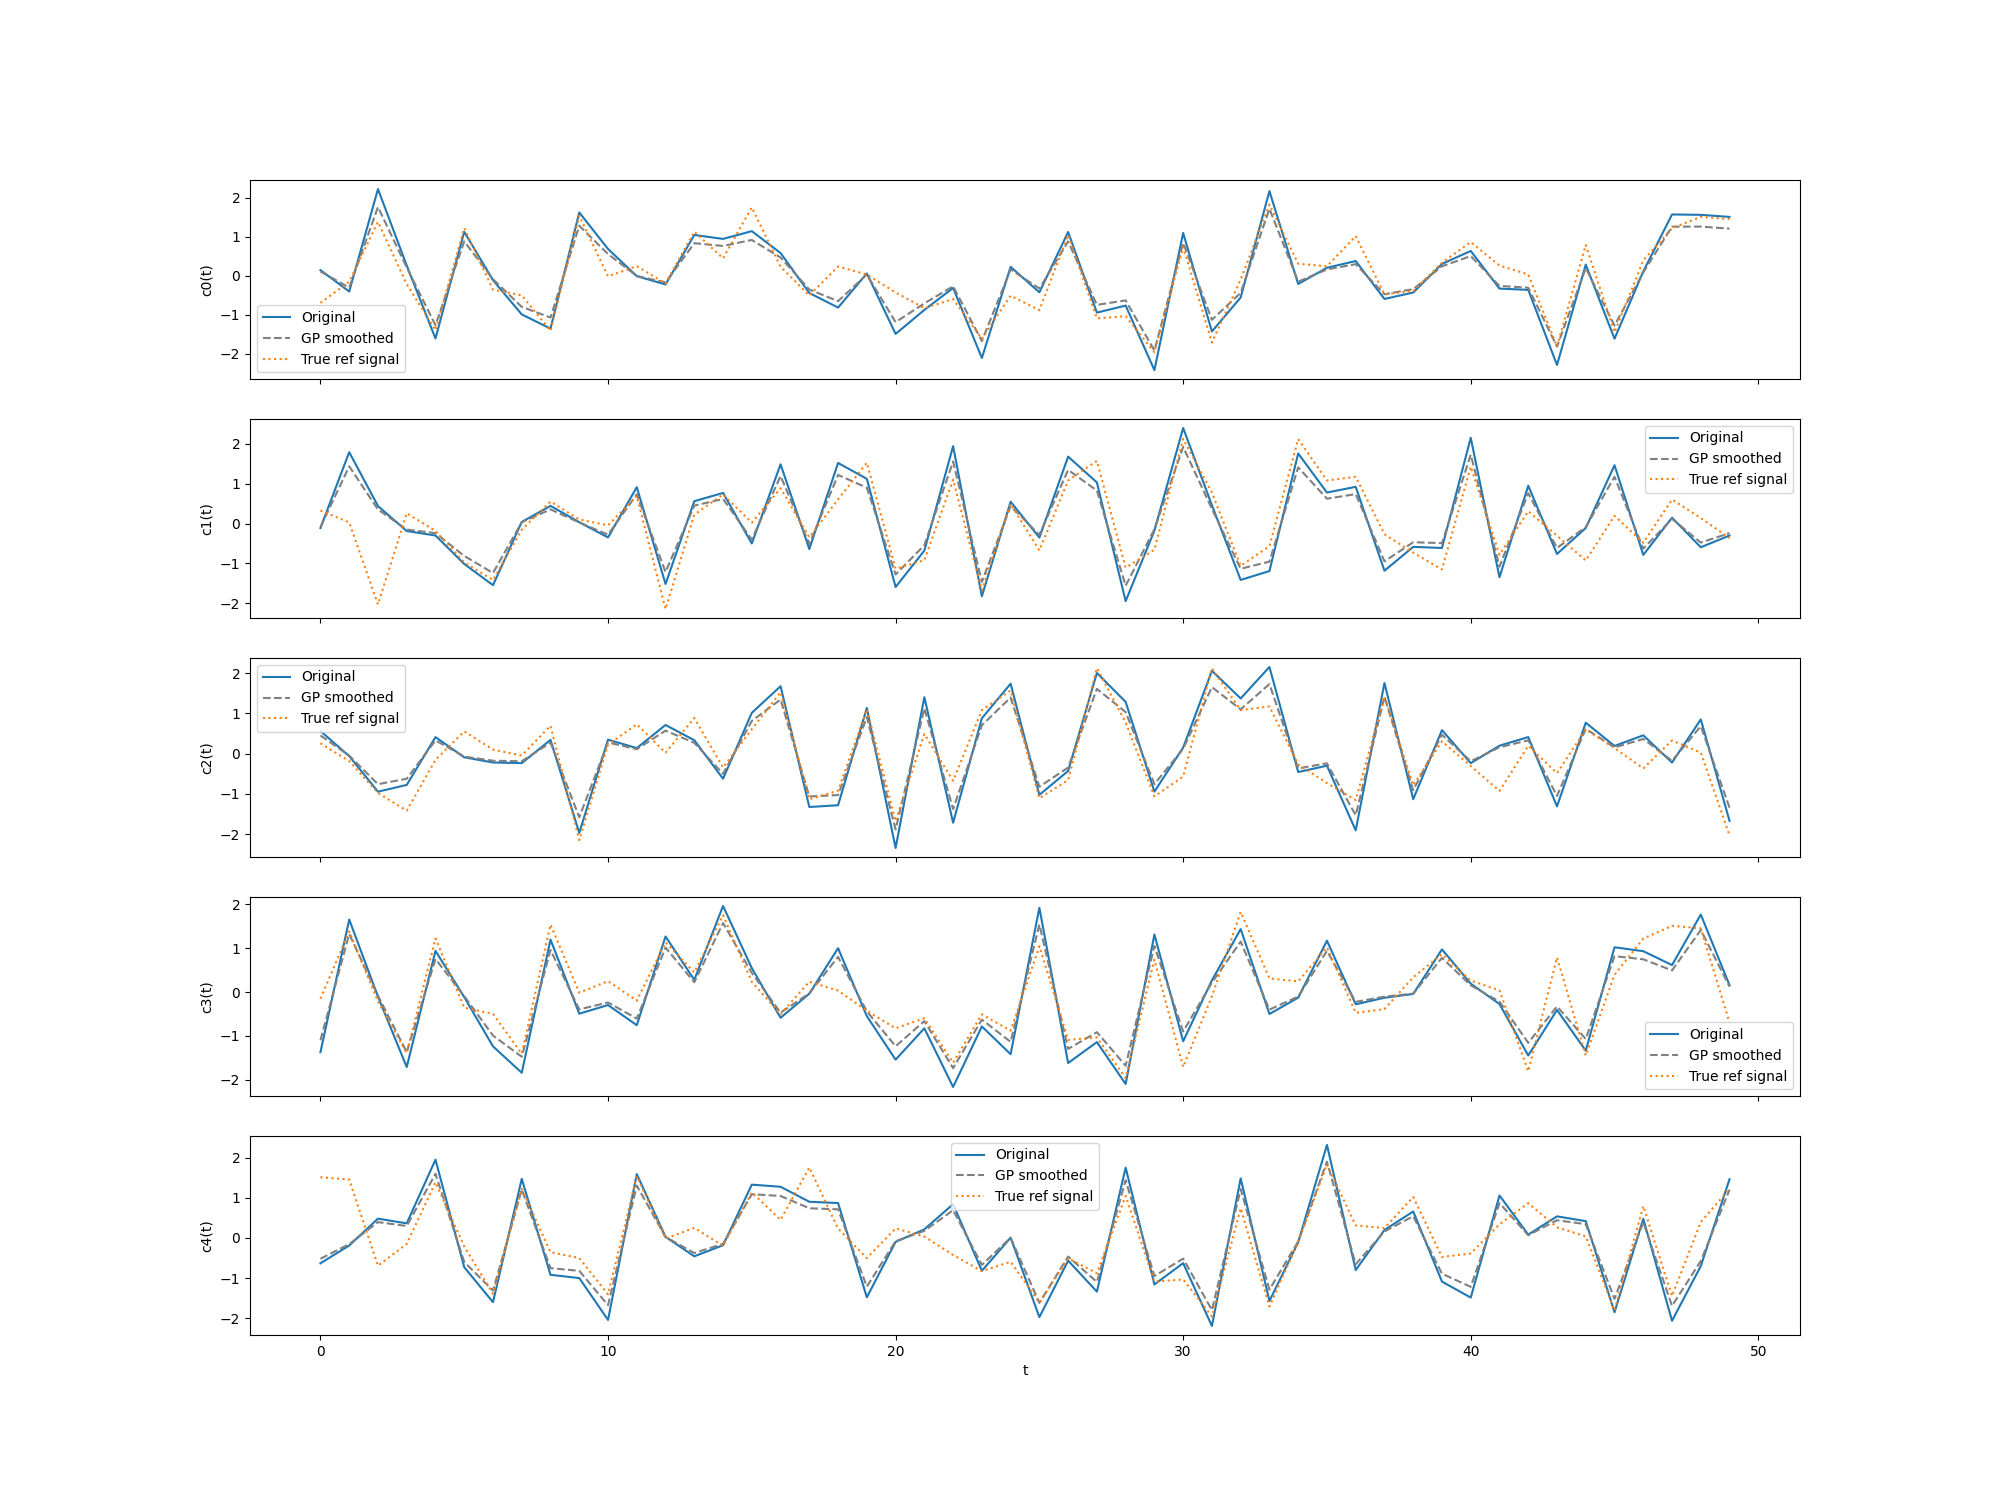 2
1
0
−1
−2
c0(t)
Original
GP smoothed
True ref signal
2
1
0
−1
−2
c1(t)
Original
GP smoothed
True ref signal
2
1
0
−1
−2
c2(t)
Original
GP smoothed
True ref signal
2
1
0
−1
−2
c3(t)
Original
GP smoothed
True ref signal
2
1
0
−1
−2
c4(t)
Original
GP smoothed
True ref signal
0 10 20 30 40 50
t